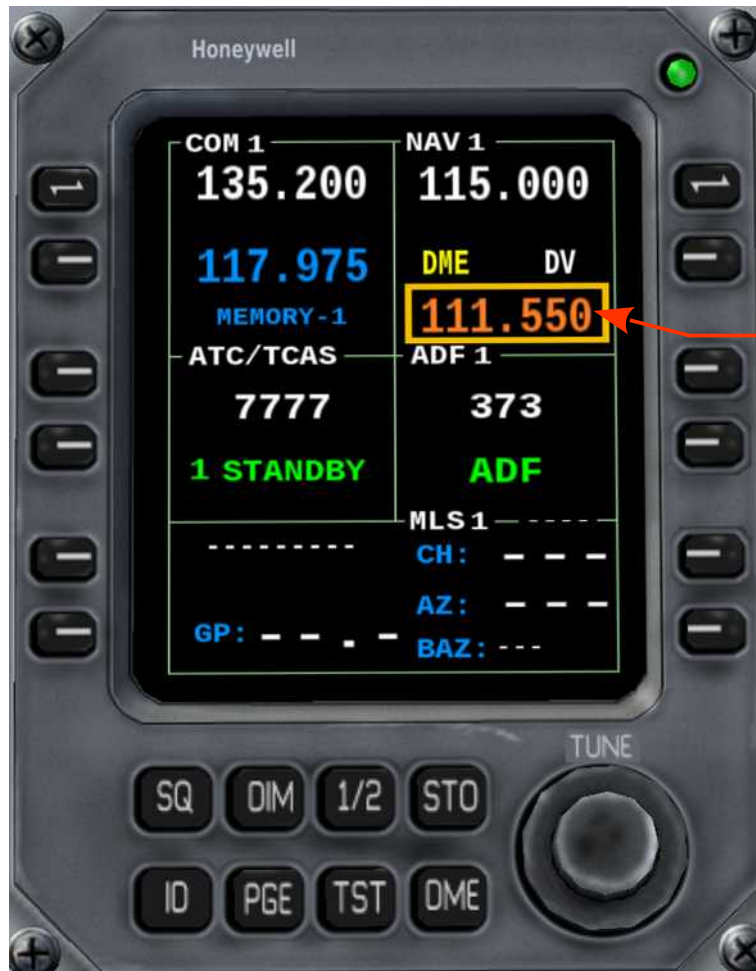 Honeywell
COM 1
NAV 1
135.200
115.000
117.975
DME DV
MEMORY-1
111.550
ATC/TCAS
ADF 1
7777
373
1 STANDBY
ADF
MLS 1 -----
---------
CH: - - -
AZ: - - -
GP: - - . -
BAZ: ---
TUNE
SQ DIM 1/2 STO
ID PGE TST DME